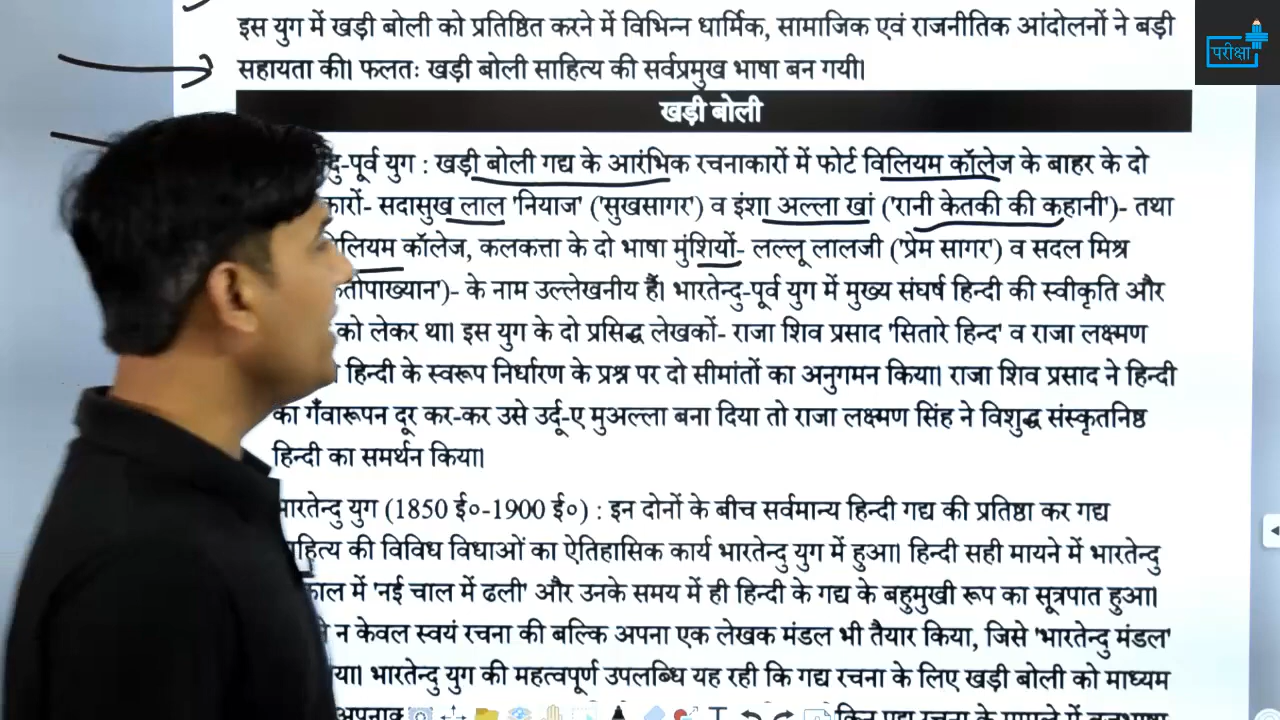 इस युग में खड़ी बोली को प्रतिष्ठित करने में विभिन्न धार्मिक, सामाजिक एवं राजनीतिक आंदोलनों ने बड़ी
सहायता की। फलतः खड़ी बोली साहित्य की सर्वप्रमुख भाषा बन गयी।
परीक्षा
खड़ी बोली
दु-पूर्व युग : खड़ी बोली गद्य के आरंभिक रचनाकारों में फोर्ट विलियम कॉलेज के बाहर के दो
कारों- सदासुख लाल 'नियाज' ('सुखसागर') व इंशा अल्ला खां ('रानी केतकी की कहानी')- तथा
लियम कॉलेज, कलकत्ता के दो भाषा मुंशियों- लल्लू लालजी ('प्रेम सागर') व सदल मिश्र
तोपाख्यान')- के नाम उल्लेखनीय हैं। भारतेन्दु-पूर्व युग में मुख्य संघर्ष हिन्दी की स्वीकृति और
को लेकर था। इस युग के दो प्रसिद्ध लेखकों- राजा शिव प्रसाद 'सितारे हिन्द' व राजा लक्ष्मण
हिन्दी के स्वरूप निर्धारण के प्रश्न पर दो सीमांतों का अनुगमन किया। राजा शिव प्रसाद ने हिन्दी
का गँवारूपन दूर कर-कर उसे उर्दू-ए मुअल्ला बना दिया तो राजा लक्ष्मण सिंह ने विशुद्ध संस्कृतनिष्ठ
हिन्दी का समर्थन किया।
भारतेन्दु युग (1850 ई०-1900 ई०) : इन दोनों के बीच सर्वमान्य हिन्दी गद्य की प्रतिष्ठा कर गद्य
साहित्य की विविध विधाओं का ऐतिहासिक कार्य भारतेन्दु युग में हुआ। हिन्दी सही मायने में भारतेन्दु
काल में 'नई चाल में ढली' और उनके समय में ही हिन्दी के गद्य के बहुमुखी रूप का सूत्रपात हुआ।
न केवल स्वयं रचना की बल्कि अपना एक लेखक मंडल भी तैयार किया, जिसे 'भारतेन्दु मंडल'
या। भारतेन्दु युग की महत्वपूर्ण उपलब्धि यह रही कि गद्य रचना के लिए खड़ी बोली को माध्यम